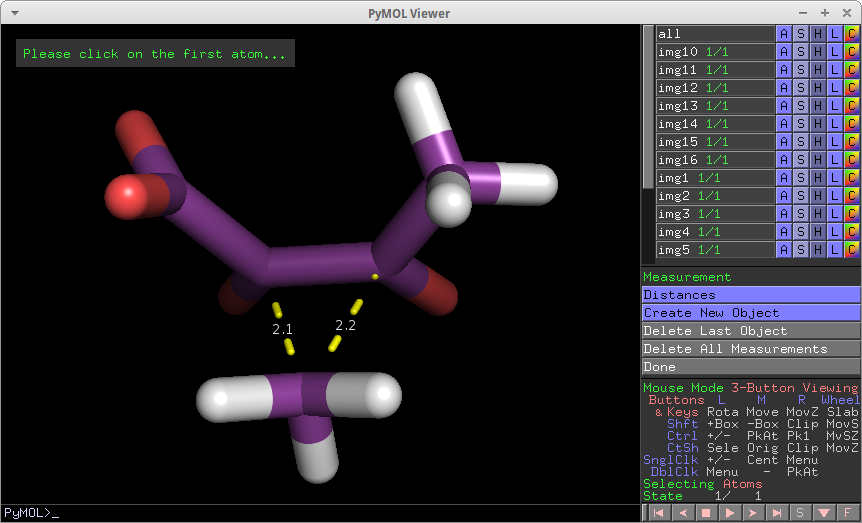 PyMOL Viewer
Please click on the first atom...
2.1
2.2
all A S H L C
img10 1/1 A S H L C
img11 1/1 A S H L C
img12 1/1 A S H L C
img13 1/1 A S H L C
img14 1/1 A S H L C
img15 1/1 A S H L C
img16 1/1 A S H L C
img1 1/1 A S H L C
img2 1/1 A S H L C
img3 1/1 A S H L C
img4 1/1 A S H L C
img5 1/1 A S H L C
Measurement
Distances
Create New Object
Delete Last Object
Delete All Measurements
Done
Mouse Mode 3-Button Viewing
Buttons L M R Wheel
& Keys Rota Move MovZ Slab
Shft +Box -Box Clip MovS
Ctrl +/- PkAt Pk1 MvSZ
CtSh Sele Orig Clip MovZ
SnglClk +/- Cent Menu
DblClk Menu - PkAt
Selecting Atoms
State 1/ 1
PyMOL>_
S F